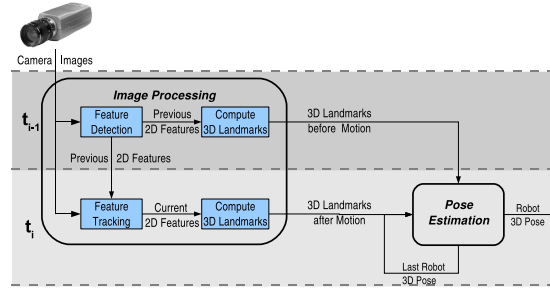 Camera Images
Image Processing
t i-1
Feature
Detection
Previous
2D Features
Compute
3D Landmarks
3D Landmarks
before Motion
Previous 2D Features
t i
Feature
Tracking
Current
2D Features
Compute
3D Landmarks
3D Landmarks
after Motion
Pose
Estimation
Robot
3D Pose
Last Robot
3D Pose